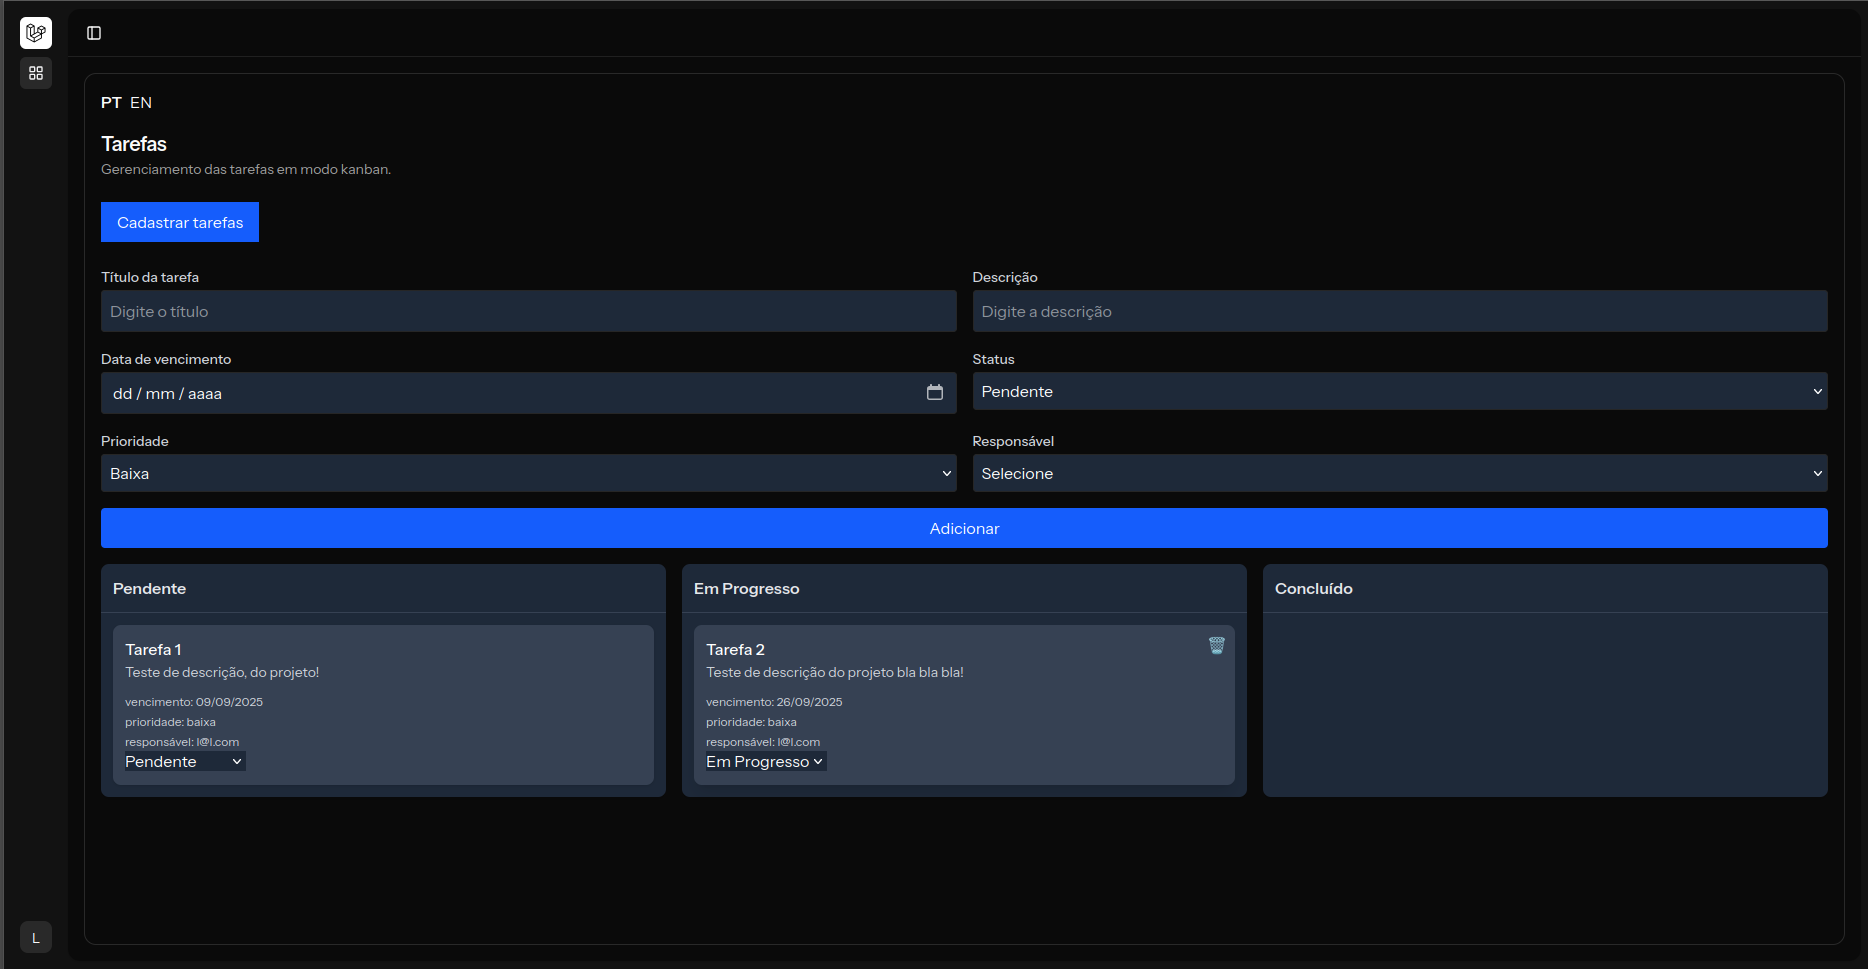 PT EN
Tarefas
Gerenciamento das tarefas em modo kanban.
Cadastrar tarefas
Título da tarefa
Digite o título
Descrição
Digite a descrição
Data de vencimento
dd / mm / aaaa
Status
Pendente
Prioridade
Baixa
Responsável
Selecione
Adicionar
Pendente
Tarefa 1
Teste de descrição, do projeto!
vencimento: 09/09/2025
prioridade: baixa
responsável: l@l.com
Pendente
Em Progresso
Tarefa 2
Teste de descrição do projeto bla bla bla!
vencimento: 26/09/2025
prioridade: baixa
responsável: l@l.com
Em Progresso
Concluído
L